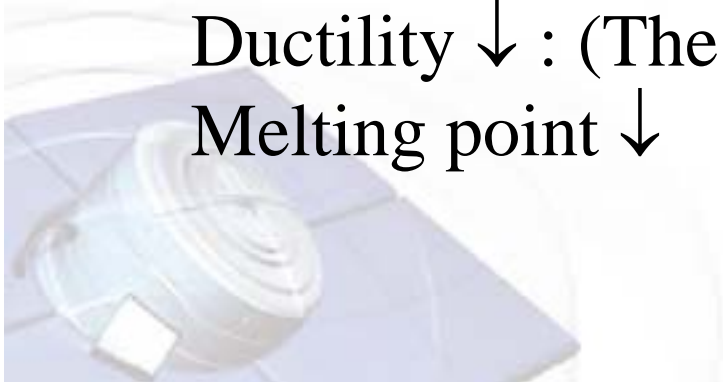 Ductility ↓ : (The
Melting point ↓